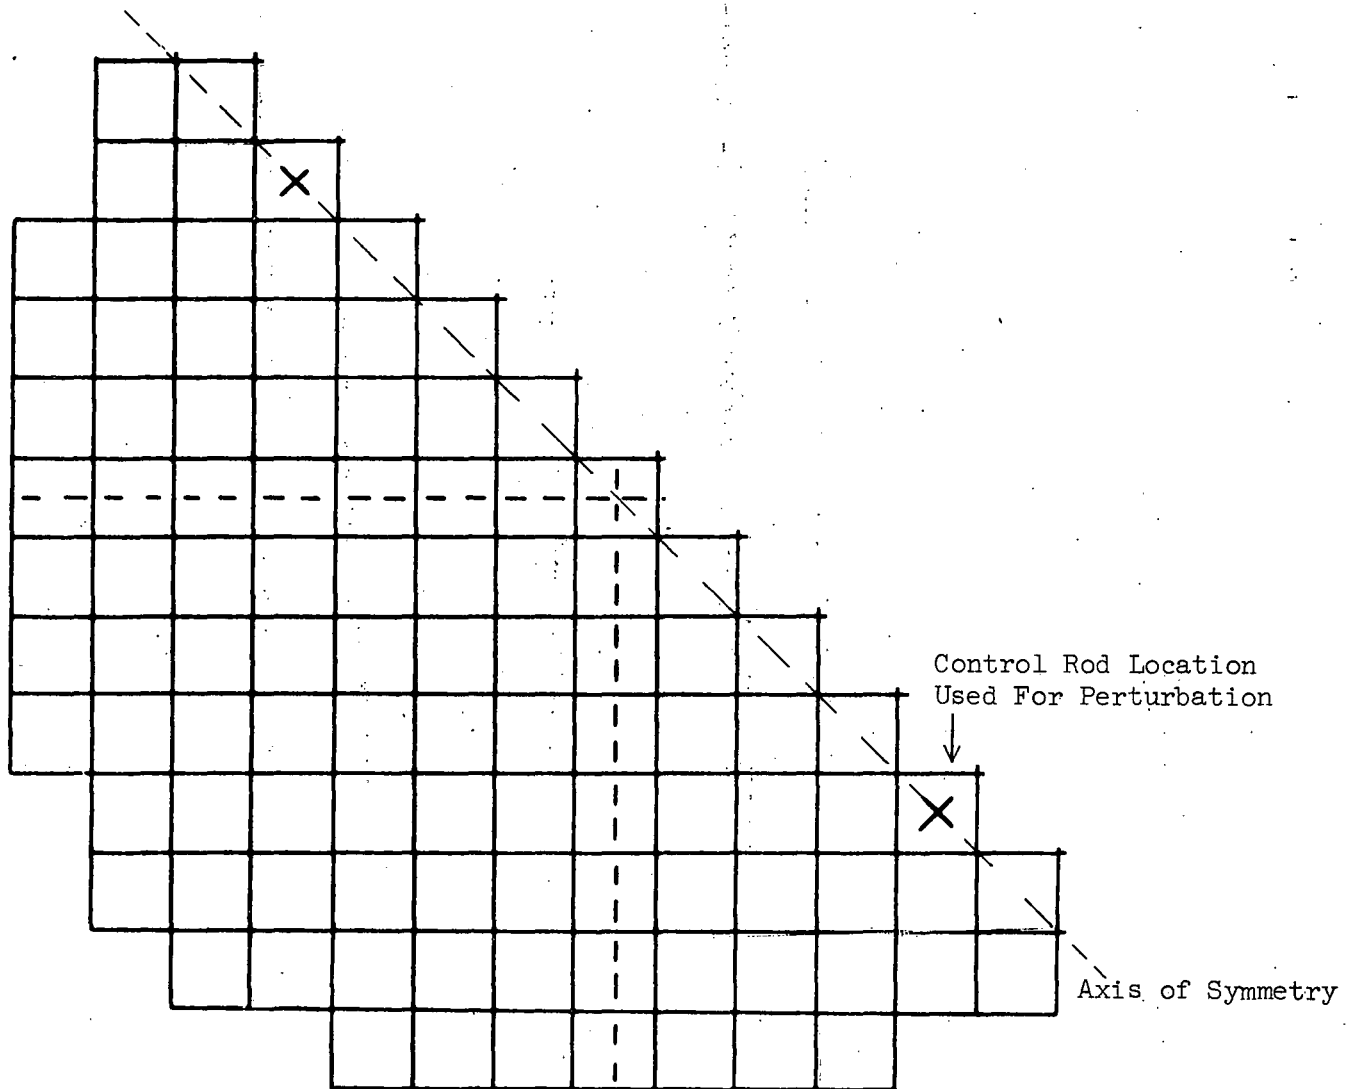 Control Rod Location
Used For Perturbation
Axis of Symmetry